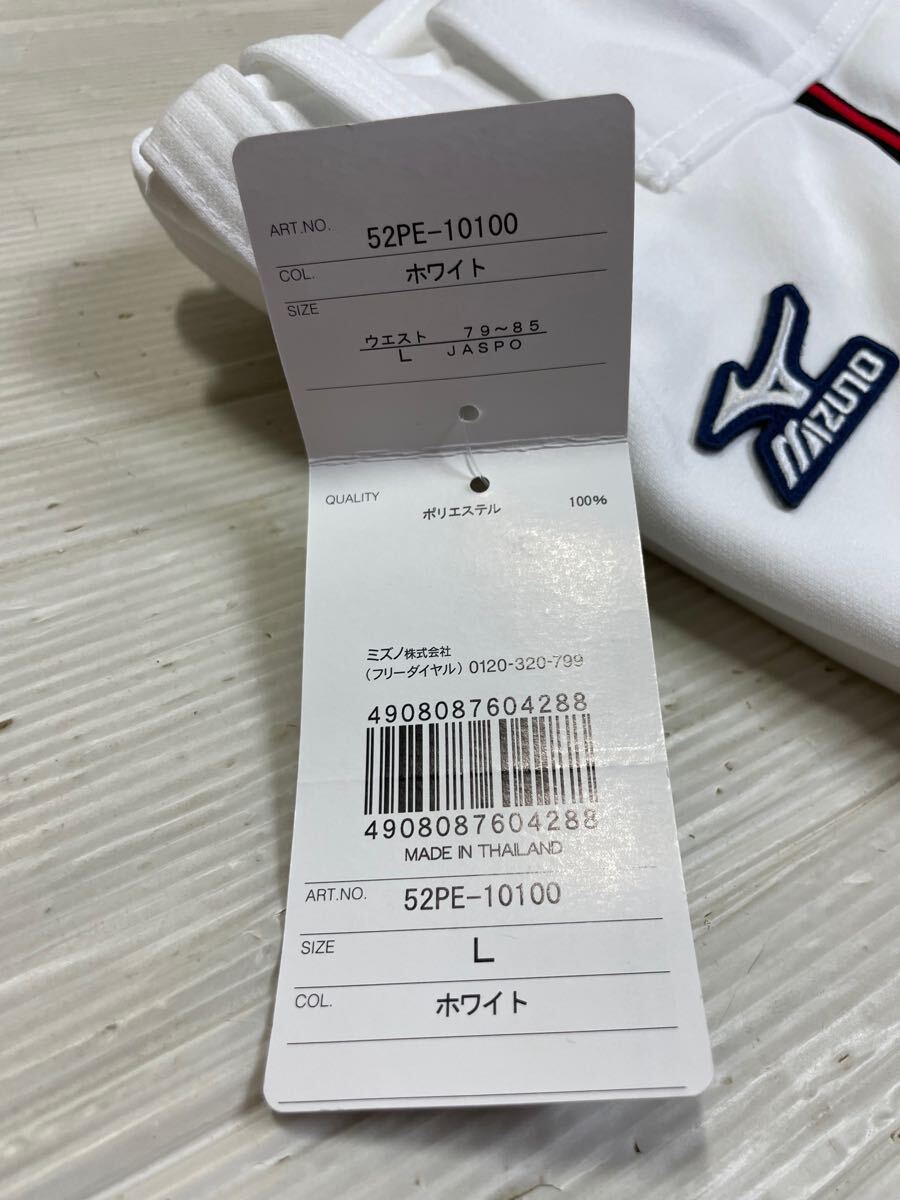 ART.NO. 52PE-10100
COL. ホワイト
SIZE
ウエスト 79~85
L JASPO
QUALITY ポリエステル 100%
ミズノ株式会社
(フリーダイヤル) 0120-320-799
4908087604288
4908087604288
MADE IN THAILAND
ART.NO. 52PE-10100
SIZE L
COL. ホワイト
MIZUNO